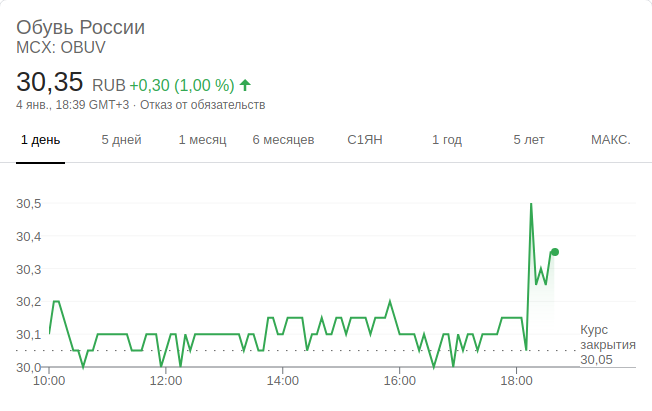 Обувь России
MCX: OBUV
30,35 RUB +0,30 (1,00 %)
4 янв., 18:39 GMT+3 · Отказ от обязательств
1 день 5 дней 1 месяц 6 месяцев С1ЯН 1 год 5 лет МАКС.
30,5
30,4
30,3
30,2
30,1
30,0
Курс
закрытия
30,05
10:00 12:00 14:00 16:00 18:00